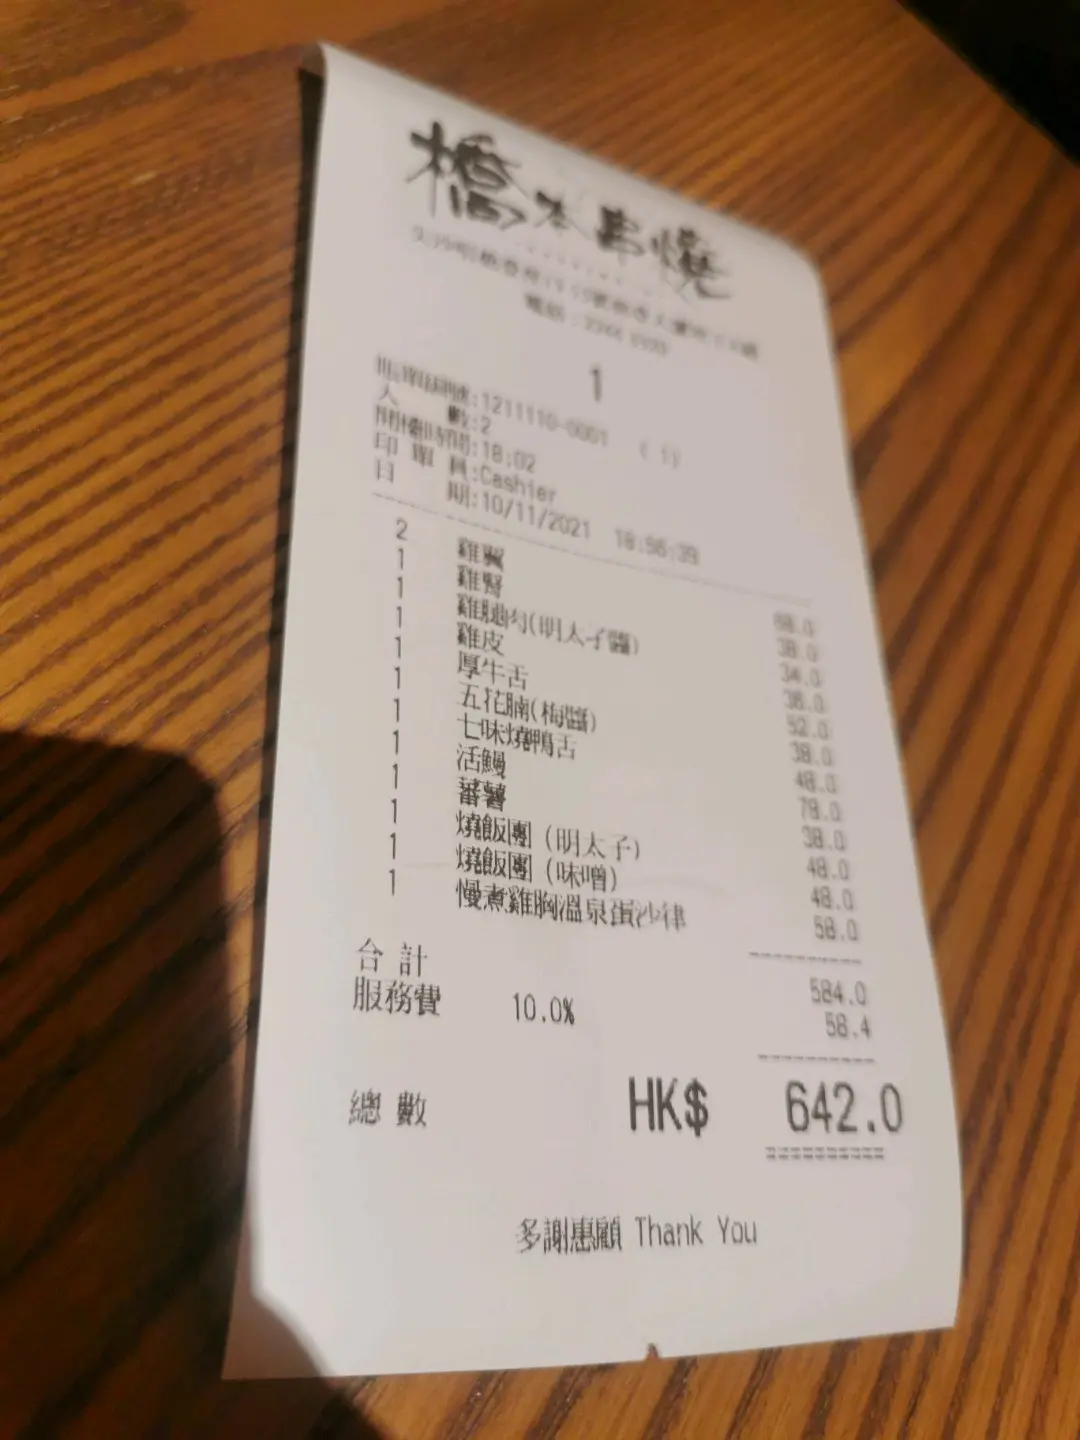 橋本串燒
1
帳單編號:1211110-0001 (1)
人 數:2
開檯時間:18:02
印單員:Cashier
日 期:10/11/2021 18:56:39
2 雞翼 68.0
1 雞腎 38.0
1 雞腿肉(明太子醬) 34.0
1 雞皮 36.0
1 厚牛舌 52.0
1 五花腩(梅醬) 38.0
1 七味燒鴨舌 48.0
1 活鰻 78.0
1 蕃薯 38.0
1 燒飯團 (明太子) 48.0
1 燒飯團 (味噌) 48.0
1 慢煮雞胸溫泉蛋沙律 58.0
合 計 584.0
服務費 10.0% 58.4
總 數 HK$ 642.0
多謝惠顧 Thank You